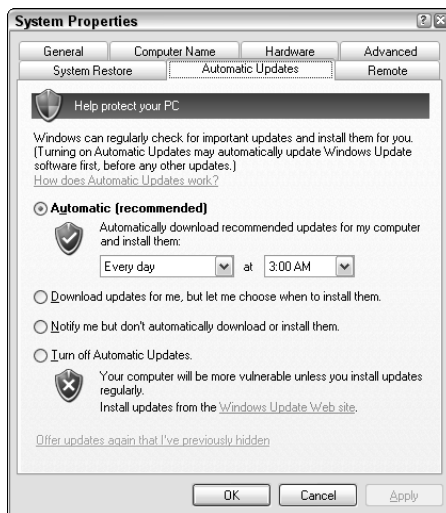 System Properties
General Computer Name Hardware Advanced
System Restore Automatic Updates Remote
Help protect your PC
Windows can regularly check for important updates and install them for you.
(Turning on Automatic Updates may automatically update Windows Update
software first, before any other updates.)
How does Automatic Updates work?
Automatic (recommended)
Automatically download recommended updates for my computer
and install them:
Every day at 3:00 AM
Download updates for me, but let me choose when to install them.
Notify me but don't automatically download or install them.
Turn off Automatic Updates.
Your computer will be more vulnerable unless you install updates
regularly.
Install updates from the Windows Update Web site.
Offer updates again that I've previously hidden
OK Cancel Apply